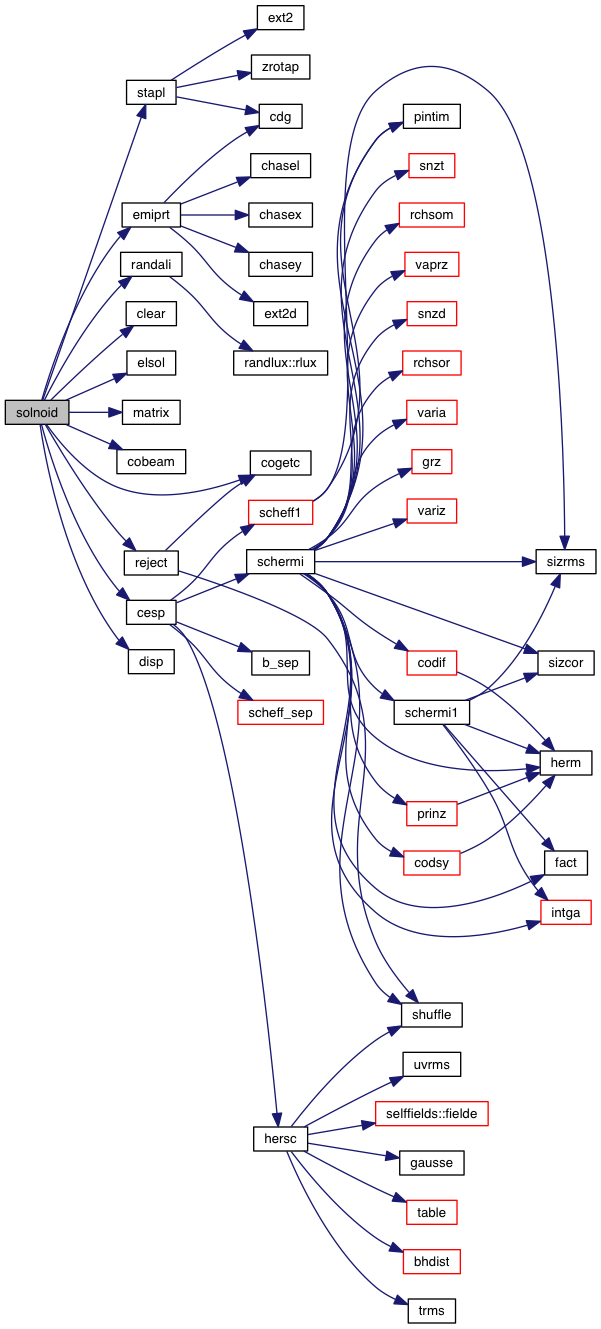 ext2
zrotap
stapl
cdg
pintim
chasel
snzt
emiprt
chasex
rchsom
randali
chasey
vaprz
clear
ext2d
snzd
elsol
randlux::rlux
rchsor
solnoid
matrix
varia
cobeam
cogetc
grz
scheff1
variz
reject
schermi
sizrms
cesp
disp
b_sep
codif
sizcor
scheff_sep
schermi1
herm
prinz
codsy
fact
intga
shuffle
uvrms
selffields::fielde
hersc
gausse
table
bhdist
trms